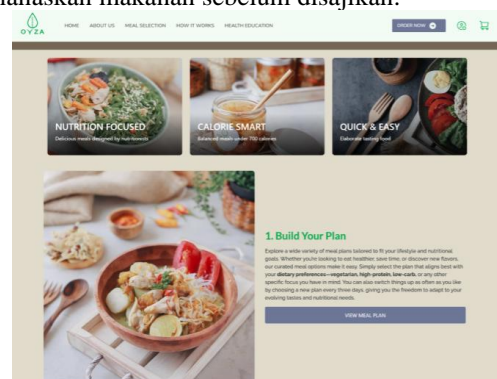 manaskan makanan sebelum disajikan.
OYZA
HOME ABOUT US MEAL SELECTION HOW IT WORKS HEALTH EDUCATION
ORDER NOW
NUTRITION FOCUSED
Delicious meals designed by nutritionists
CALORIE SMART
Balanced meals under 700 calories
QUICK & EASY
Elaborate tasting food
1. Build Your Plan
Explore a wide variety of meal plans tailored to fit your lifestyle and nutritional
goals. Whether you're looking to eat healthier, save time, or discover new flavors,
our curated meal options make it easy. Simply select the plan that aligns best with
your dietary preferences—vegetarian, high-protein, low-carb, or any other
specific focus you have in mind. You can also switch things up as often as you like
by choosing a new plan every three days, giving you the freedom to adapt to your
evolving tastes and nutritional needs.
VIEW MEAL PLAN